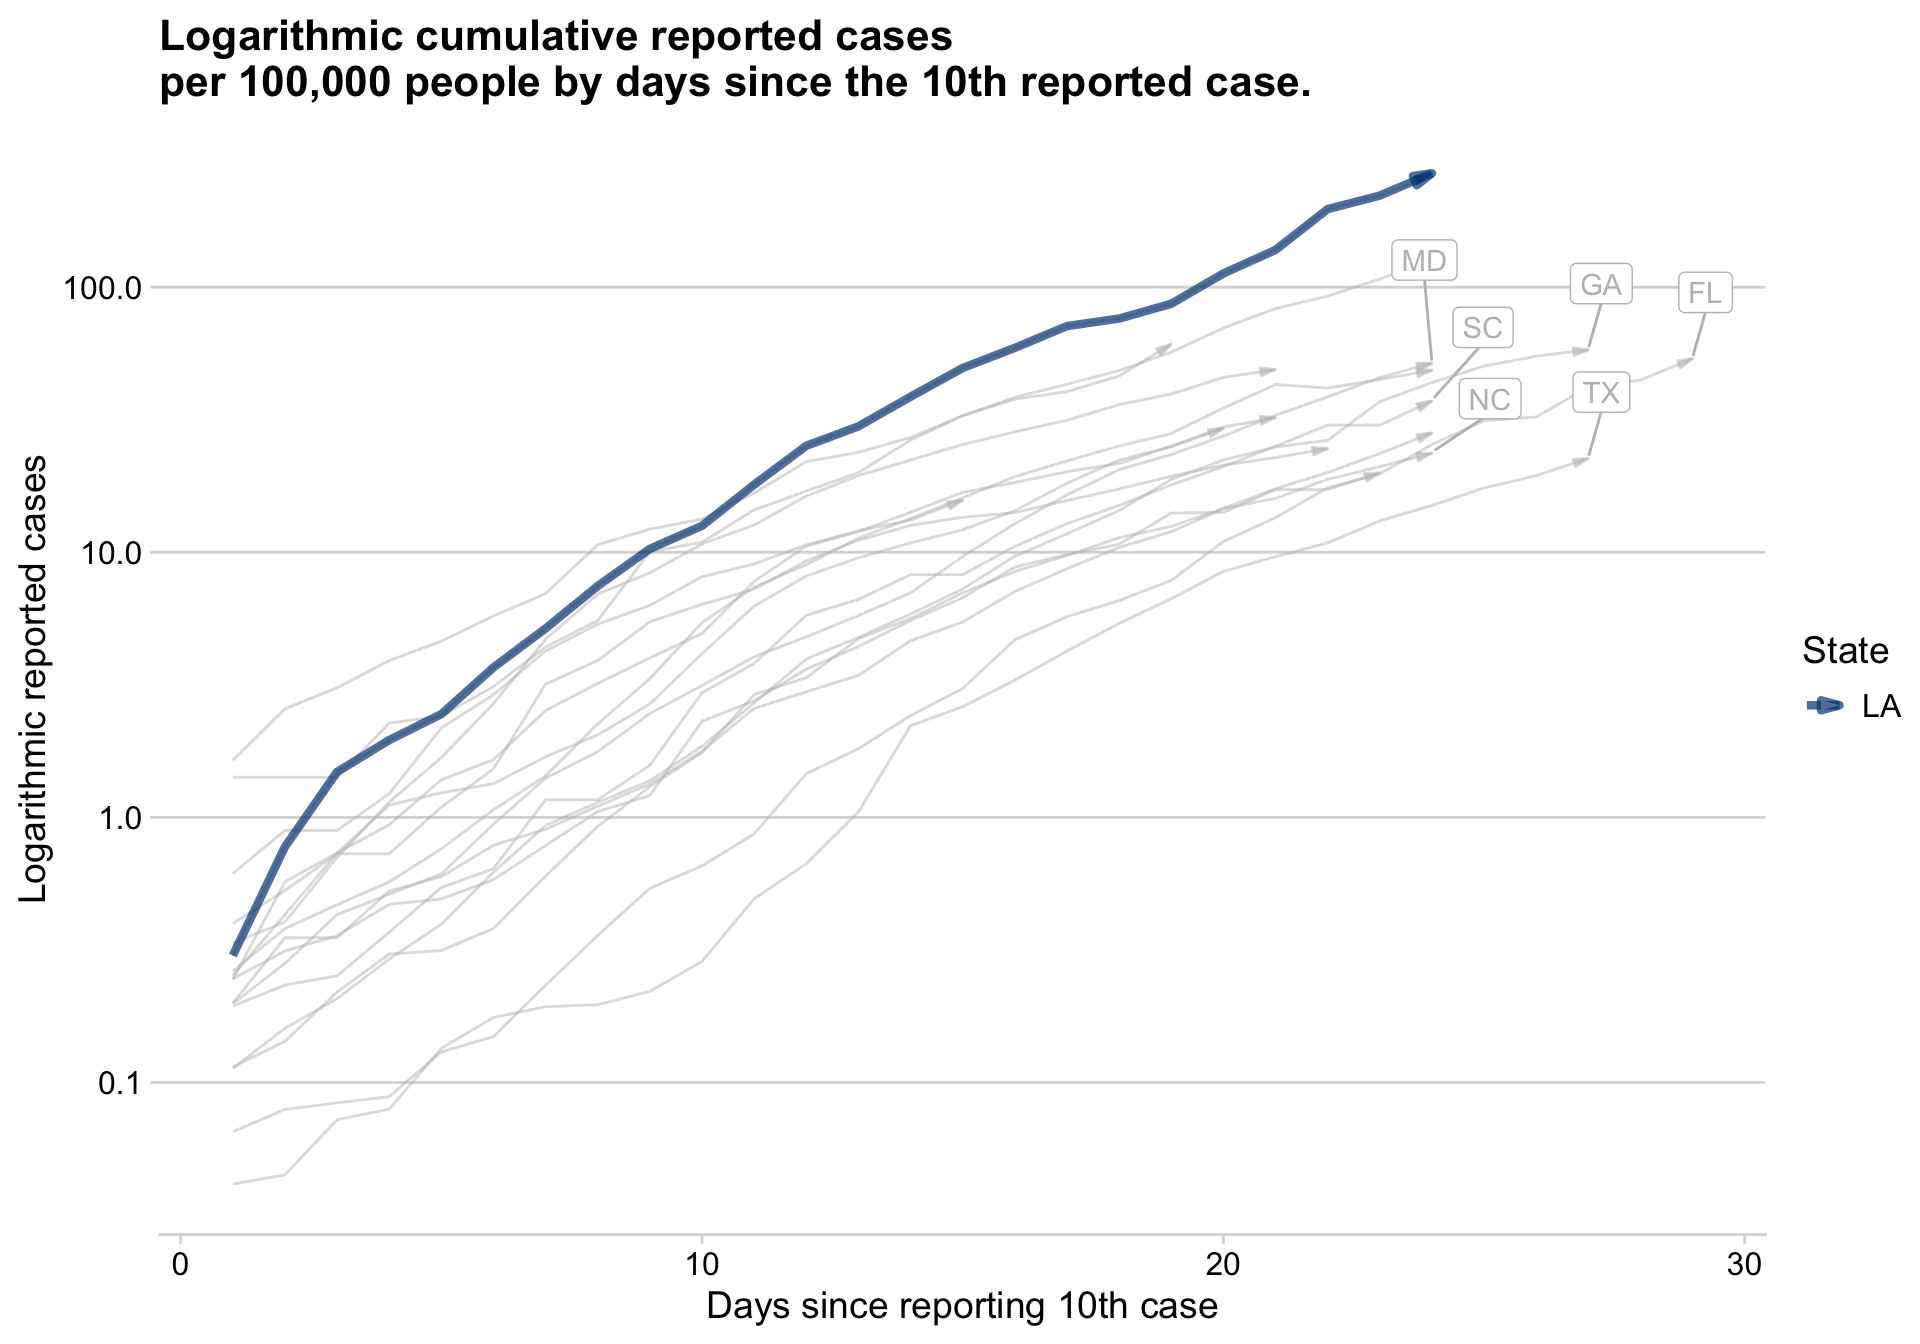 Logarithmic cumulative reported cases
per 100,000 people by days since the 10th reported case.
Logarithmic reported cases
100.0
10.0
1.0
0.1
MD
GA
FL
SC
TX
NC
State
LA
0
10
20
30
Days since reporting 10th case